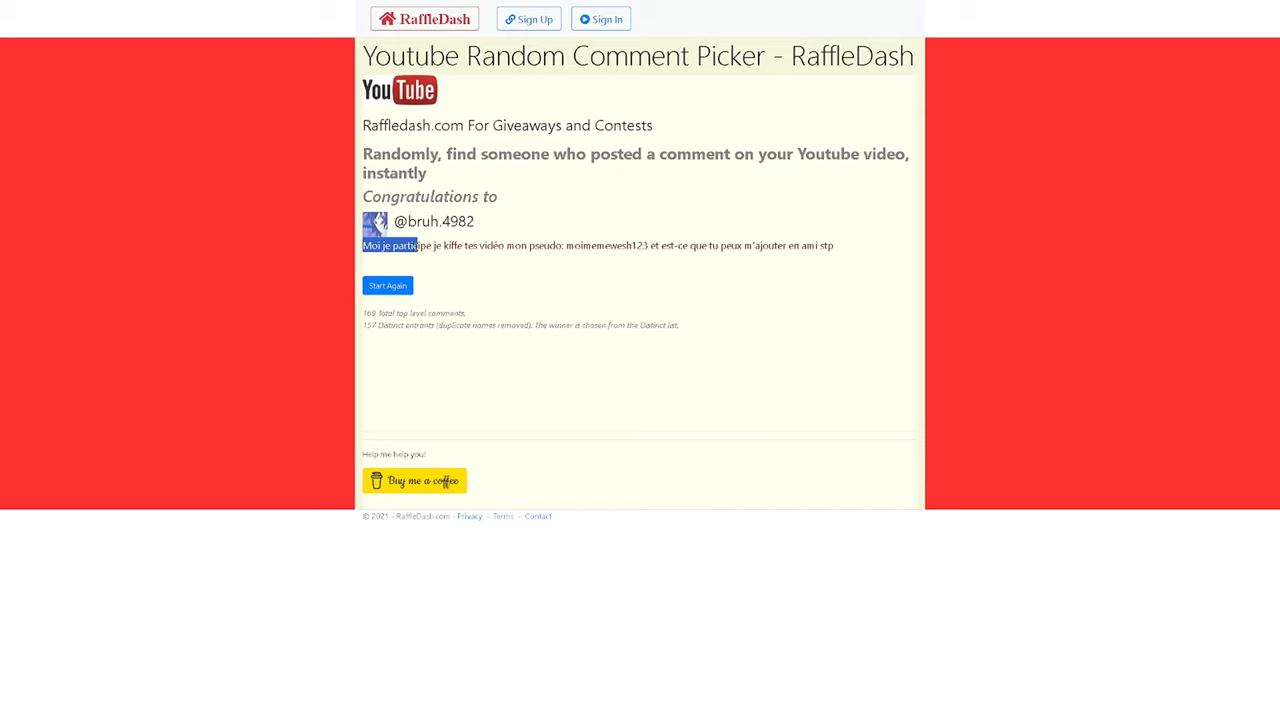 RaffleDash Sign Up Sign In
Youtube Random Comment Picker - RaffleDash
YouTube
Raffledash.com For Giveaways and Contests
Randomly, find someone who posted a comment on your Youtube video,
instantly
Congratulations to
@bruh.4982
Moi je participe je kiffe tes vidéo mon pseudo: moimemewesh123 et est-ce que tu peux m'ajouter en ami stp
Start Again
169 Total top level comments.
157 Distinct entrants (duplicate names removed). The winner is chosen from the Distinct list.
Help me help you!
Buy me a coffee
© 2021 - RaffleDash.com - Privacy - Terms - Contact